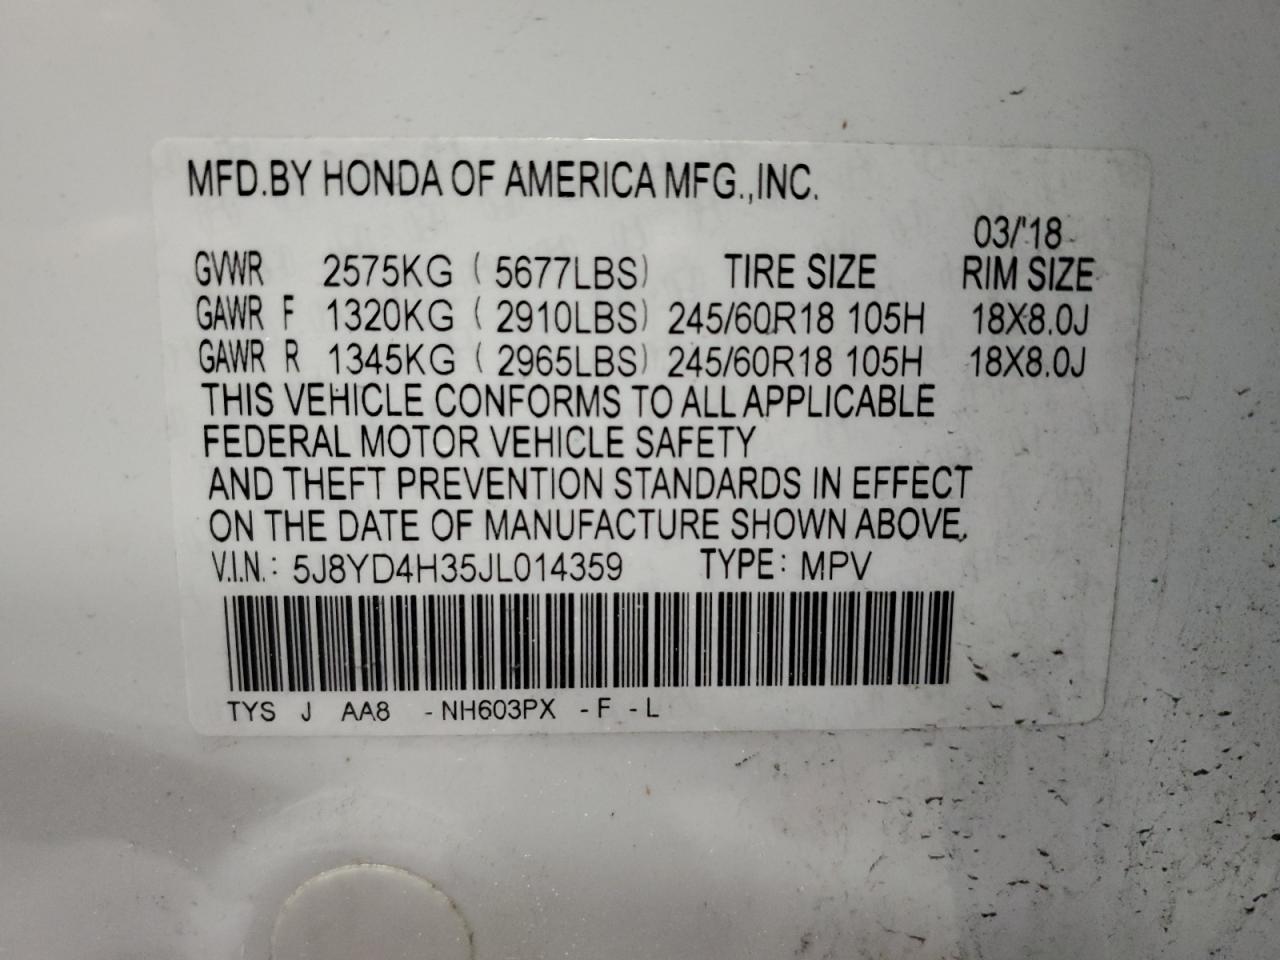 MFD.BY HONDA OF AMERICA MFG.,INC.
03/'18
GVWR 2575KG ( 5677LBS) TIRE SIZE RIM SIZE
GAWR F 1320KG ( 2910LBS) 245/60R18 105H 18X8.0J
GAWR R 1345KG ( 2965LBS) 245/60R18 105H 18X8.0J
THIS VEHICLE CONFORMS TO ALL APPLICABLE
FEDERAL MOTOR VEHICLE SAFETY
AND THEFT PREVENTION STANDARDS IN EFFECT
ON THE DATE OF MANUFACTURE SHOWN ABOVE.
V.I.N.: 5J8YD4H35JL014359 TYPE: MPV
TYS J AA8 -NH603PX -F -L